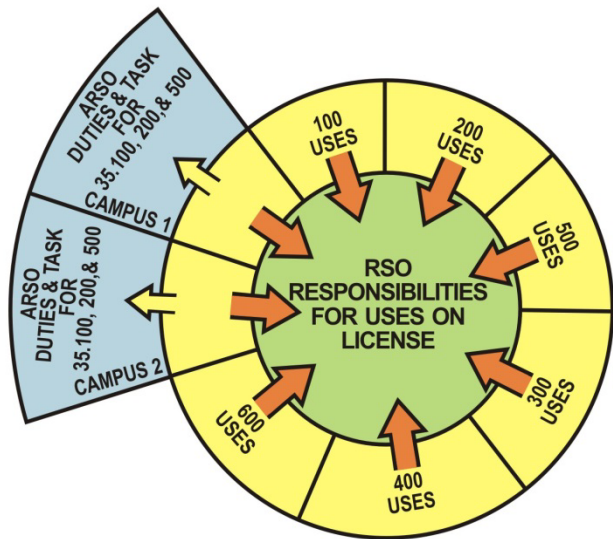 ARSO
DUTIES & TASK
FOR
35.100, 200,& 500
CAMPUS 1
ARSO
DUTIES & TASK
FOR
35.100, 200,& 500
CAMPUS 2
100
USES
200
USES
500
USES
300
USES
400
USES
600
USES
RSO
RESPONSIBILITIES
FOR USES ON
LICENSE